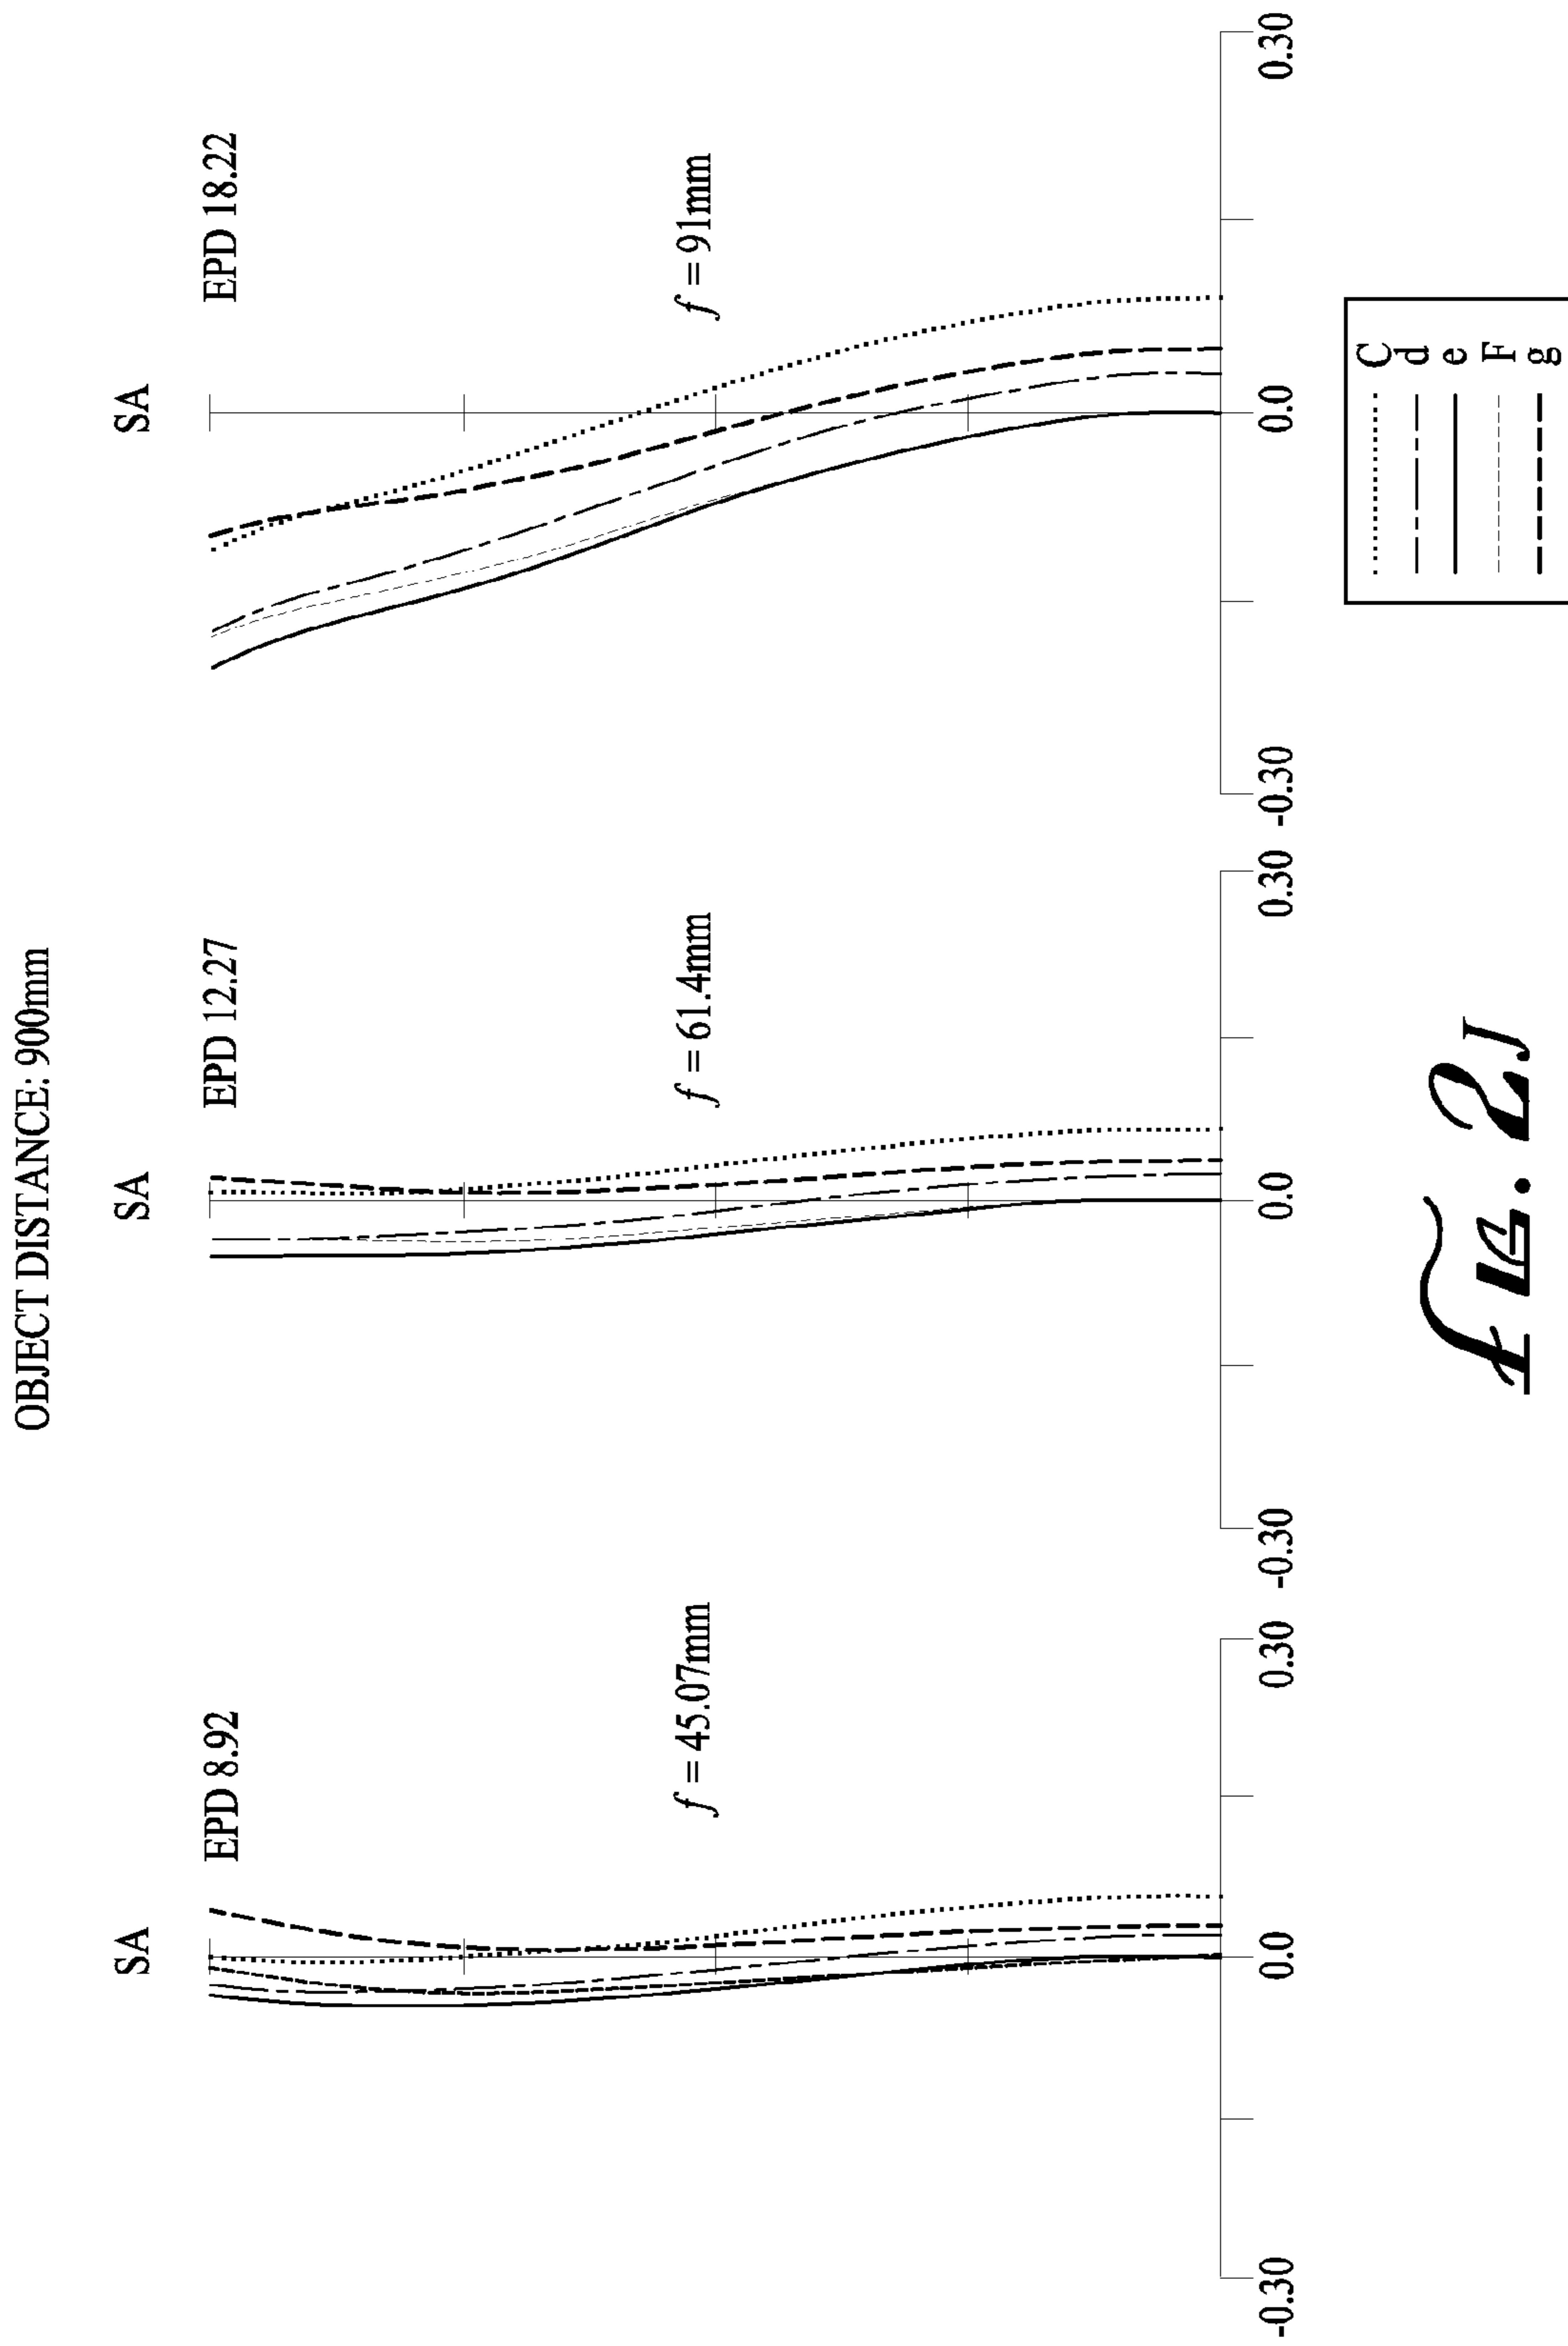 OBJECT DISTANCE: 900mm
SA
SA
SA
EPD 8.92
EPD 12.27
EPD 18.22
f = 45.07mm
f = 61.4mm
f = 91mm
-0.30
0.0
0.30
-0.30
0.0
0.30
-0.30
0.0
0.30
C
d
e
F
g
FIG. 2J